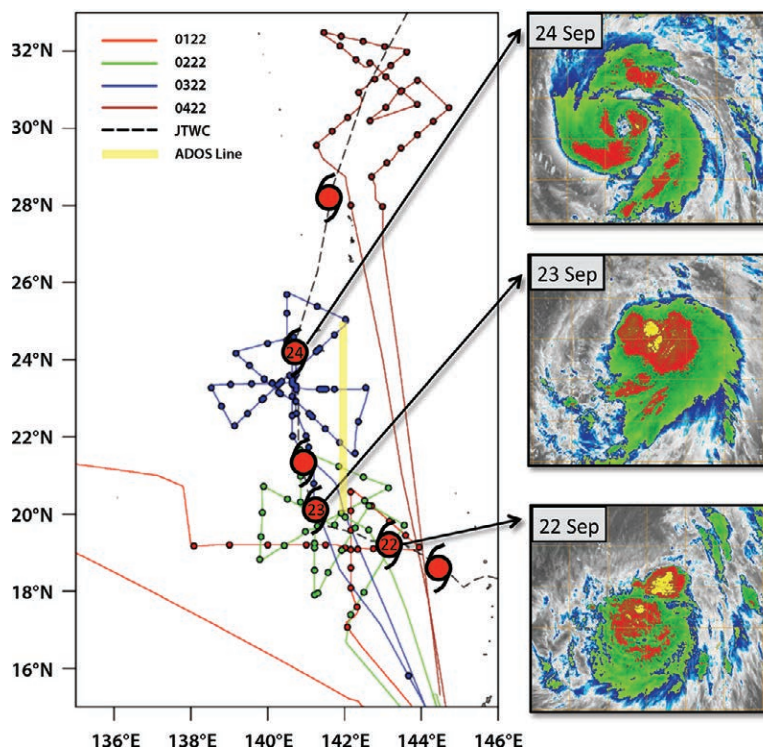 32°N
30°N
28°N
26°N
24°N
22°N
20°N
18°N
16°N
0122
0222
0322
0422
JTWC
ADOS Line
24
23
22
136°E
138°E
140°E
142°E
144°E
146°E
24 Sep
23 Sep
22 Sep